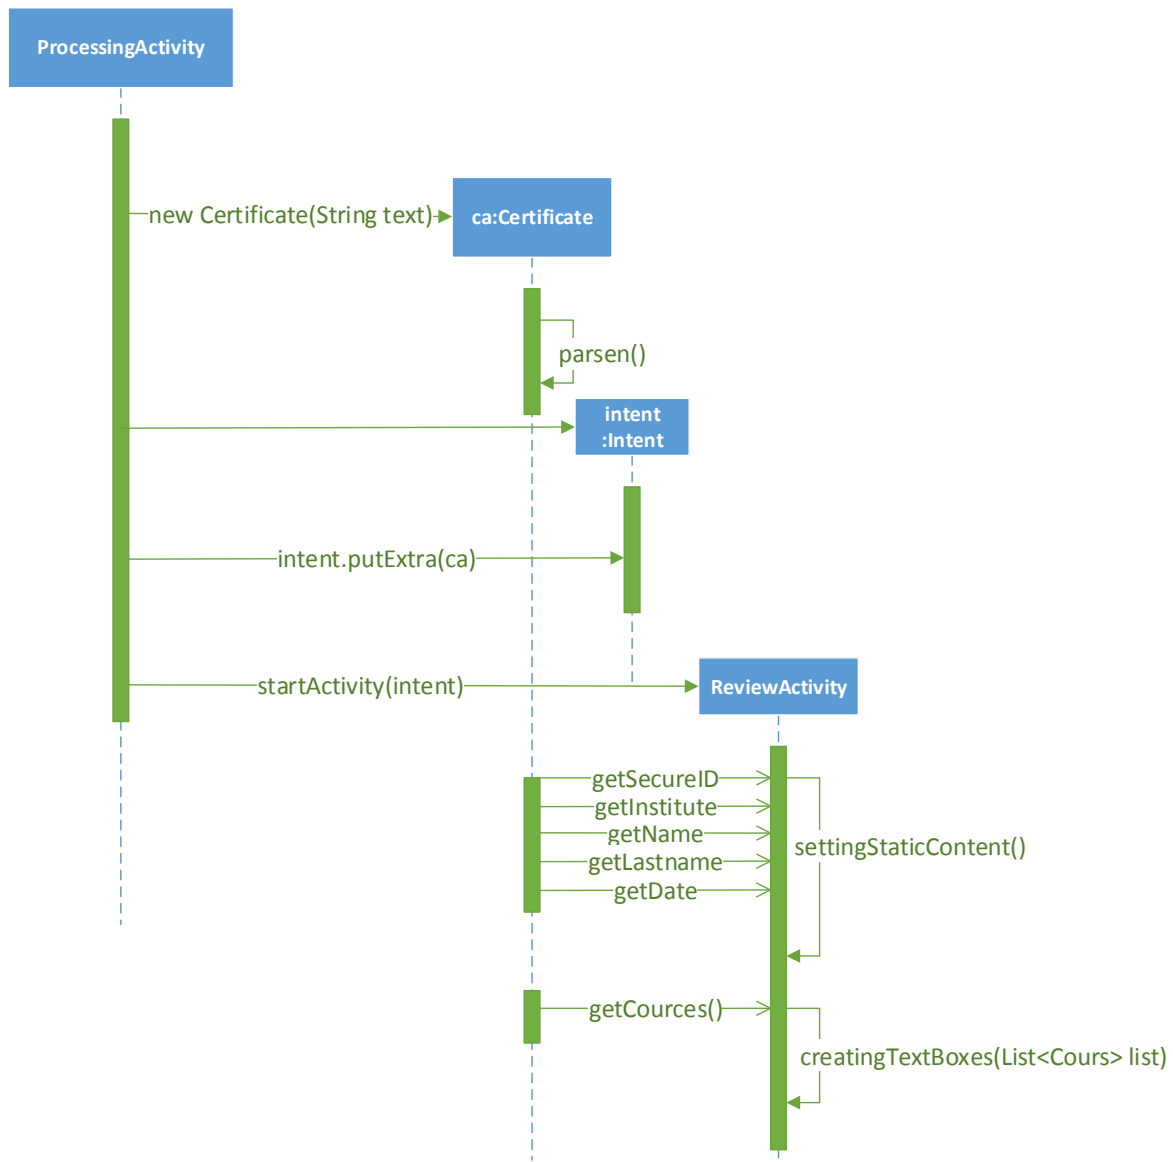 ProcessingActivity
new Certificate(String text)
ca:Certificate
parsen()
intent
:Intent
intent.putExtra(ca)
startActivity(intent)
ReviewActivity
getSecureID
getInstitute
getName
getLastname
getDate
settingStaticContent()
getCources()
creatingTextBoxes(List<Cours> list)